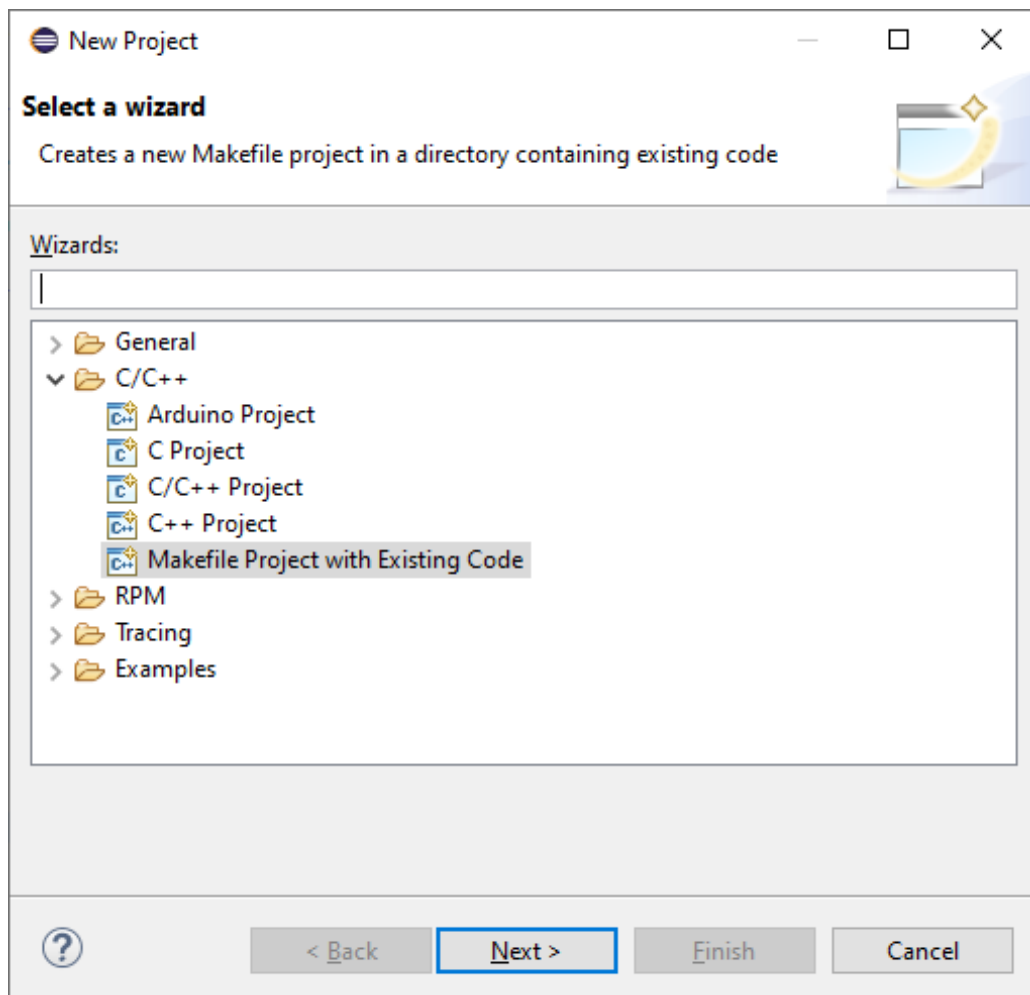 New Project
Select a wizard
Creates a new Makefile project in a directory containing existing code
Wizards:
General
C/C++
Arduino Project
C Project
C/C++ Project
C++ Project
Makefile Project with Existing Code
RPM
Tracing
Examples
? < Back Next > Finish Cancel